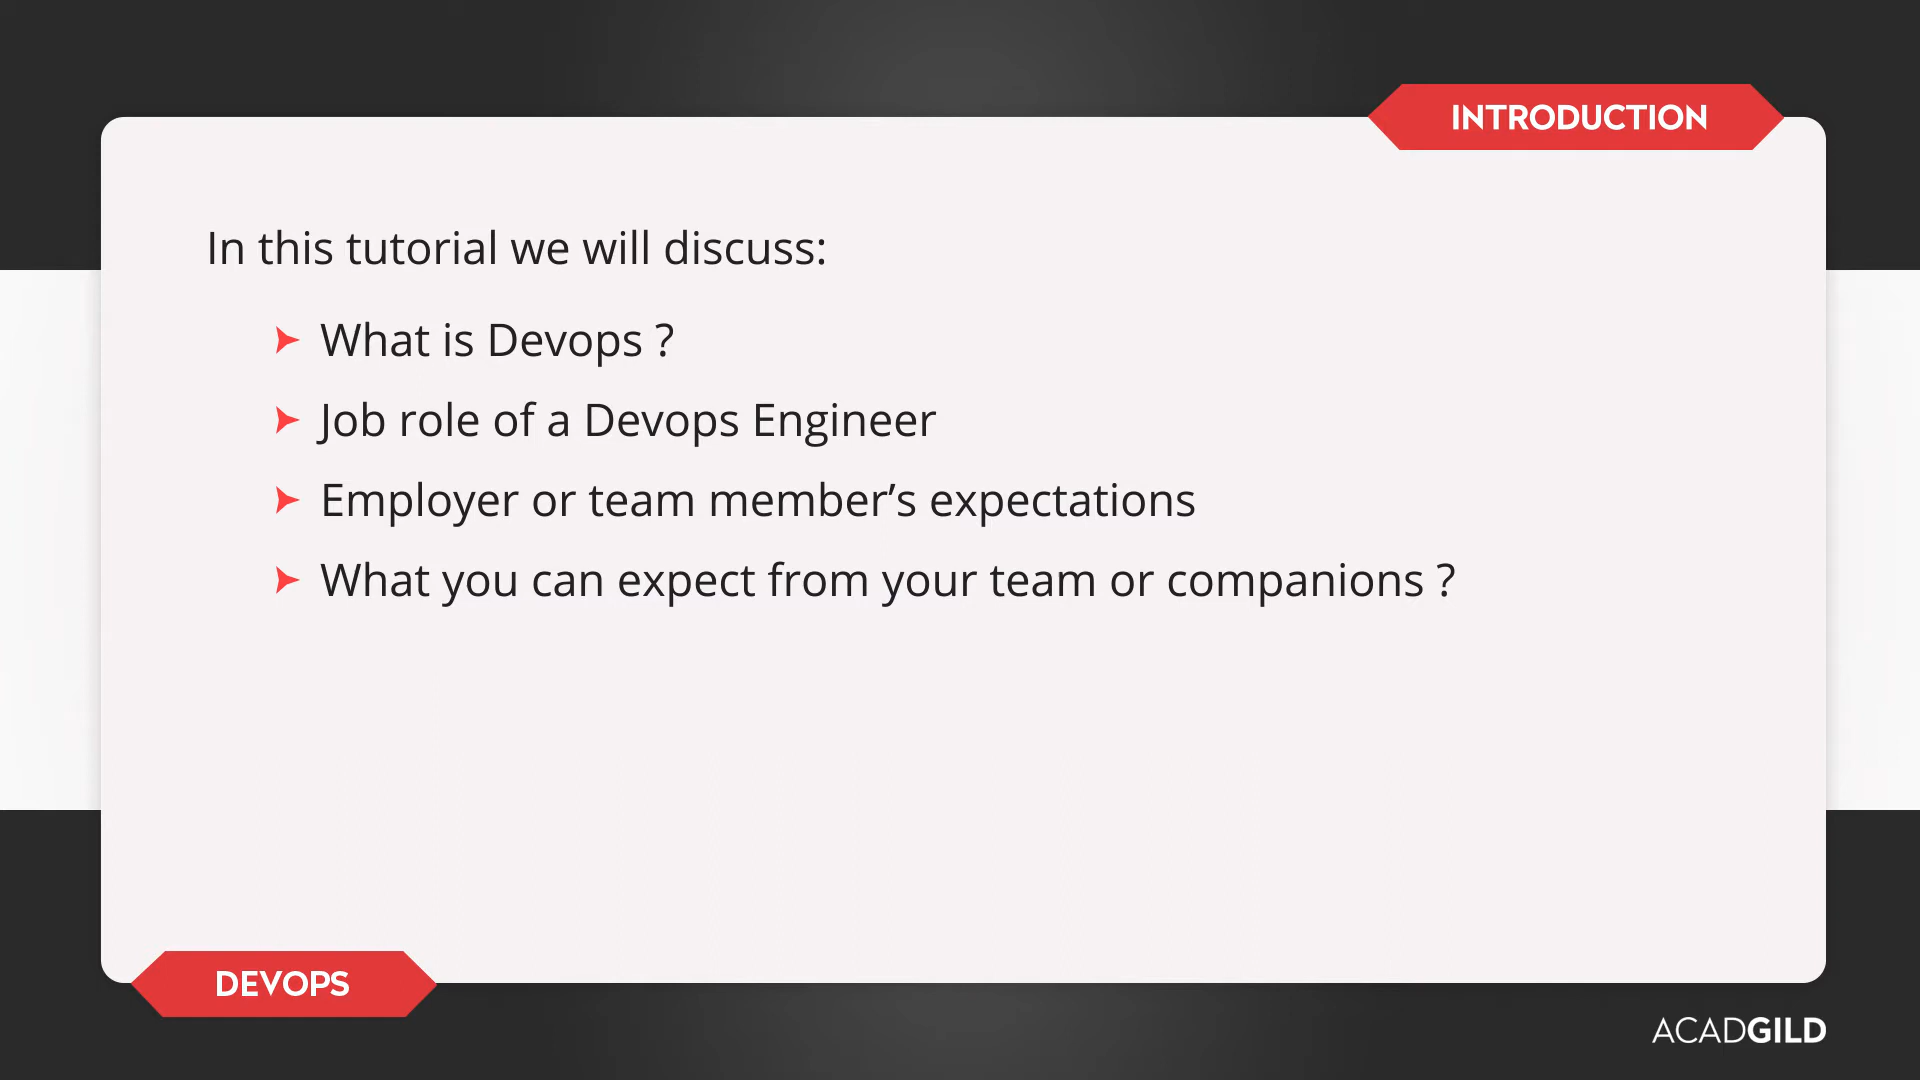 INTRODUCTION
In this tutorial we will discuss:
What is Devops ?
Job role of a Devops Engineer
Employer or team member’s expectations
What you can expect from your team or companions ?
DEVOPS
ACADGILD